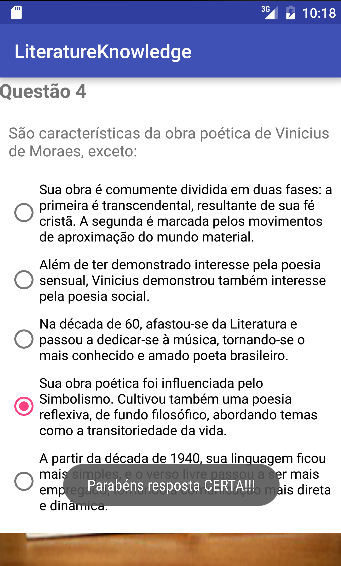 3G 10:18
LiteratureKnowledge
Questão 4
São características da obra poética de Vinicius
de Moraes, exceto:
Sua obra é comumente dividida em duas fases: a
primeira é transcendental, resultante de sua fé
cristã. A segunda é marcada pelos movimentos
de aproximação do mundo material.
Além de ter demonstrado interesse pela poesia
sensual, Vinicius demonstrou também interesse
pela poesia social.
Na década de 60, afastou-se da Literatura e
passou a dedicar-se à música, tornando-se o
mais conhecido e amado poeta brasileiro.
Sua obra poética foi influenciada pelo
Simbolismo. Cultivou também uma poesia
reflexiva, de fundo filosófico, abordando temas
como a transitoriedade da vida.
A partir da década de 1940, sua linguagem ficou
mais simples, e o verso livre passou a ser mais
mais direta
e dinâmica.
Parabéns resposta CERTA!!!